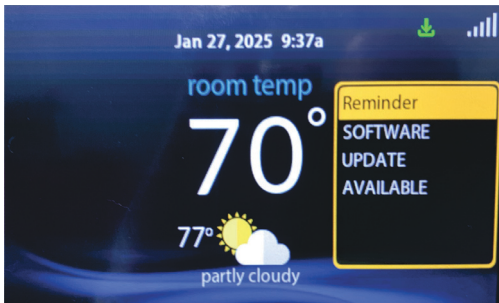 Jan 27, 2025 9:37a
room temp
70°
Reminder
SOFTWARE
UPDATE
AVAILABLE
77°
partly cloudy